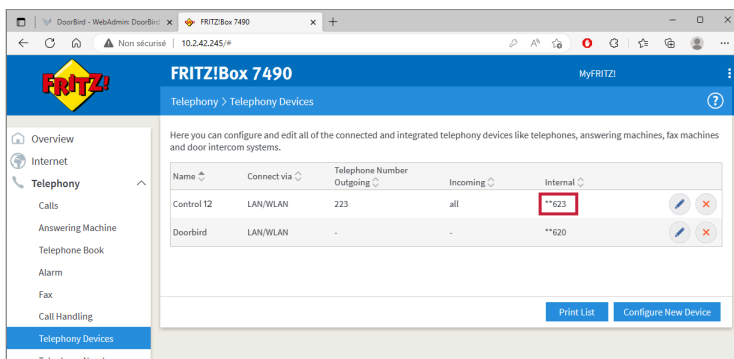 DoorBird - WebAdmin: DoorBird
FRITZ!Box 7490
Non sécurisé | 10.2.42.245/#
FRITZ!
FRITZ!Box 7490
MyFRITZ!
Telephony > Telephony Devices
?
Overview
Internet
Telephony
Calls
Answering Machine
Telephone Book
Alarm
Fax
Call Handling
Telephony Devices
Here you can configure and edit all of the connected and integrated telephony devices like telephones, answering machines, fax machines
and door intercom systems.
Name Connect via Telephone Number Outgoing Incoming Internal
Control 12 LAN/WLAN 223 all **623
Doorbird LAN/WLAN - - **620
Print List Configure New Device